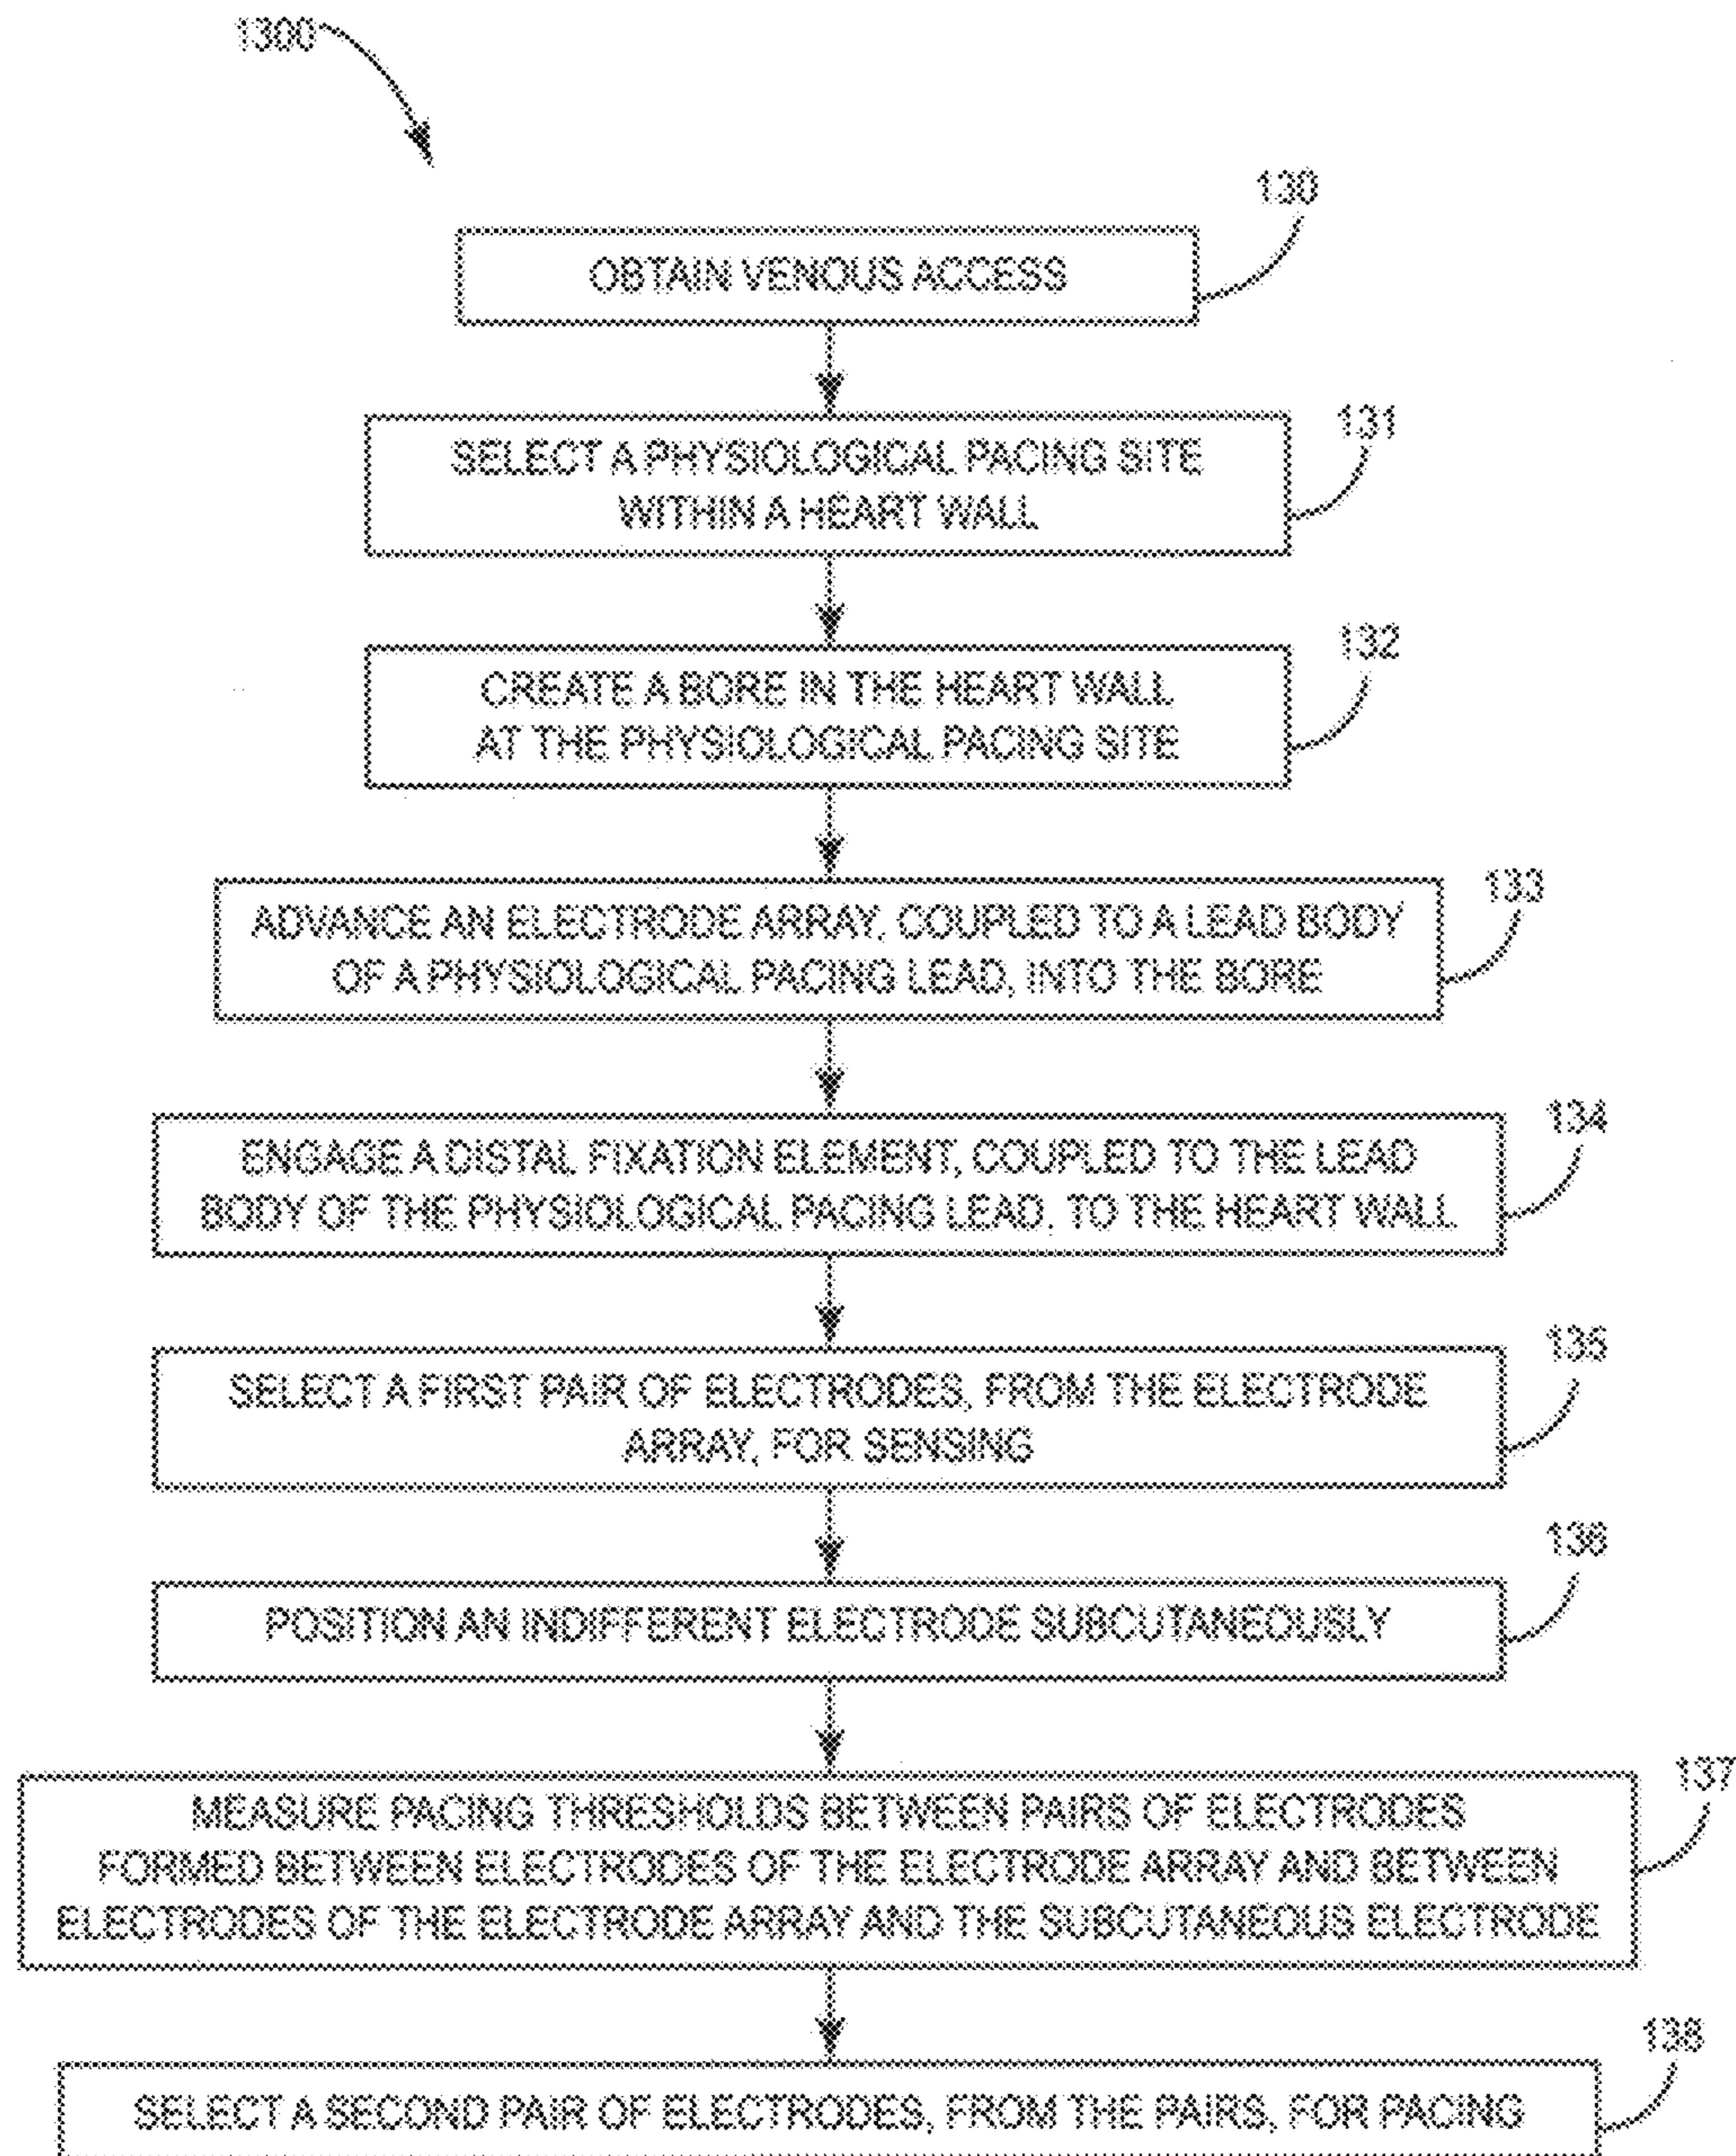 1300
130
OBTAIN VENOUS ACCESS
131
SELECT A PHYSIOLOGICAL PACING SITE
WITHIN A HEART WALL
132
CREATE A BORE IN THE HEART WALL
AT THE PHYSIOLOGICAL PACING SITE
133
ADVANCE AN ELECTRODE ARRAY, COUPLED TO A LEAD BODY
OF A PHYSIOLOGICAL PACING LEAD, INTO THE BORE
134
ENGAGE A DISTAL FIXATION ELEMENT, COUPLED TO THE LEAD
BODY OF THE PHYSIOLOGICAL PACING LEAD, TO THE HEART WALL
135
SELECT A FIRST PAIR OF ELECTRODES, FROM THE ELECTRODE
ARRAY, FOR SENSING
136
POSITION AN INDIFFERENT ELECTRODE SUBCUTANEOUSLY
137
MEASURE PACING THRESHOLDS BETWEEN PAIRS OF ELECTRODES
FORMED BETWEEN ELECTRODES OF THE ELECTRODE ARRAY AND BETWEEN
ELECTRODES OF THE ELECTRODE ARRAY AND THE SUBCUTANEOUS ELECTRODE
138
SELECT A SECOND PAIR OF ELECTRODES, FROM THE PAIRS, FOR PACING